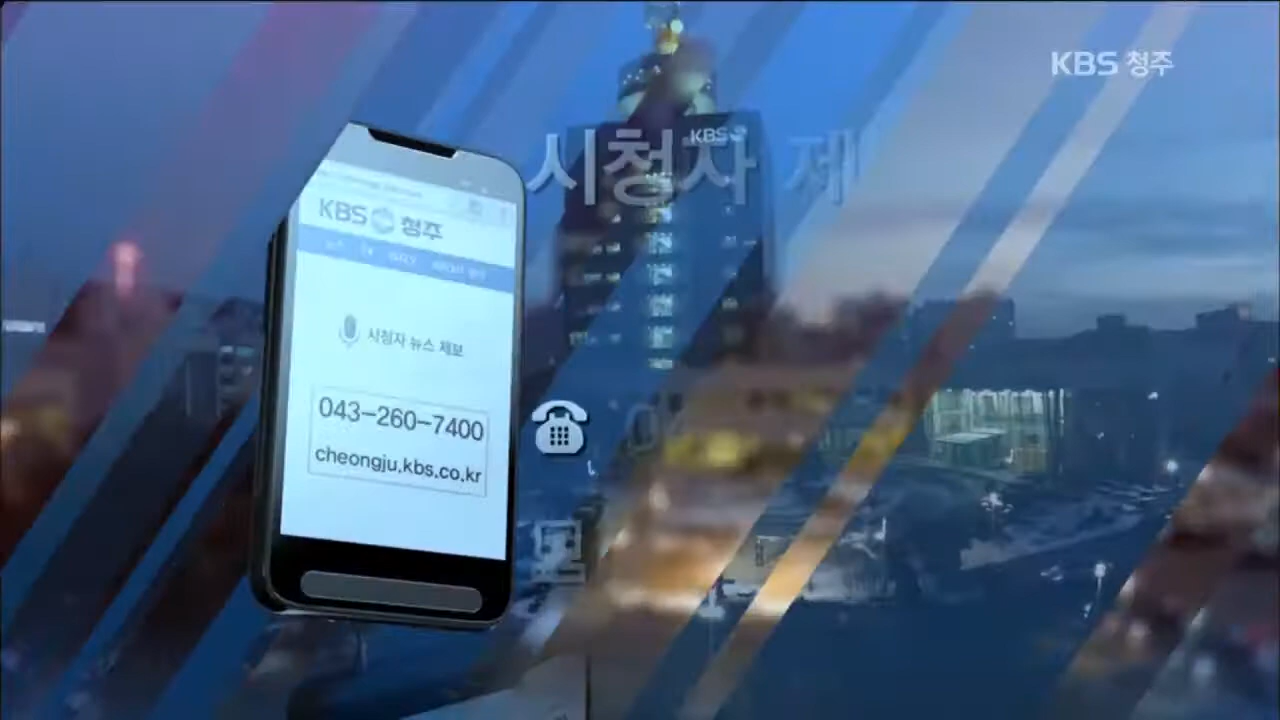 KBS 청주
KBS
시청자 제
KBS 청주
시청자 뉴스 제보
043-260-7400
cheongju.kbs.co.kr